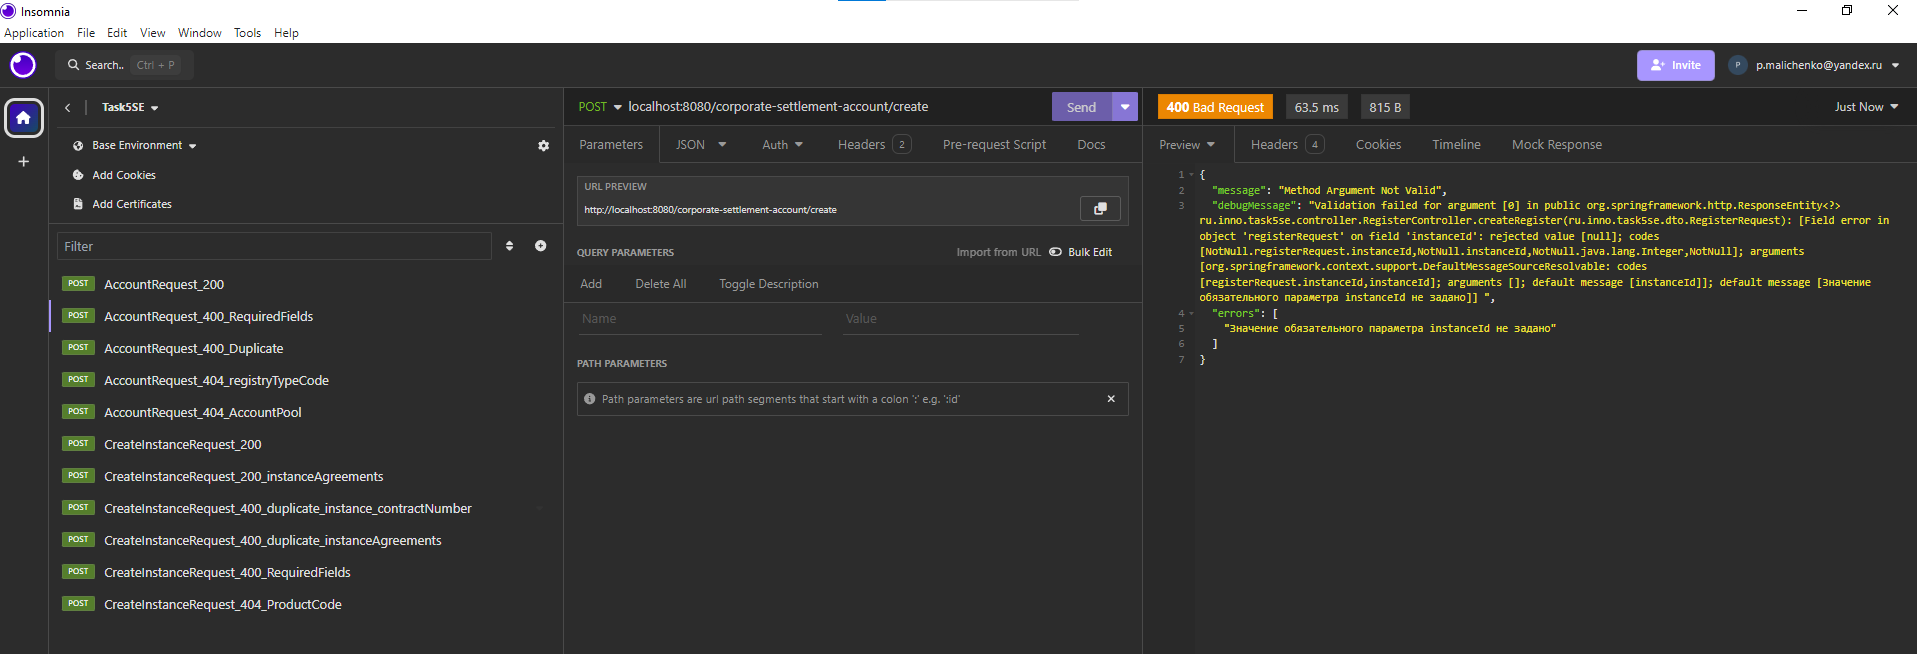 Insomnia
Application File Edit View Window Tools Help
Search.. Ctrl + P
Invite
P p.malichenko@yandex.ru
Task5SE
Base Environment
Add Cookies
Add Certificates
Filter
POST AccountRequest_200
POST AccountRequest_400_RequiredFields
POST AccountRequest_400_Duplicate
POST AccountRequest_404_registryTypeCode
POST AccountRequest_404_AccountPool
POST CreateInstanceRequest_200
POST CreateInstanceRequest_200_instanceAgreements
POST CreateInstanceRequest_400_duplicate_instance_contractNumber
POST CreateInstanceRequest_400_duplicate_instanceAgreements
POST CreateInstanceRequest_400_RequiredFields
POST CreateInstanceRequest_404_ProductCode
POST localhost:8080/corporate-settlement-account/create Send
Parameters JSON Auth Headers 2 Pre-request Script Docs
URL PREVIEW
http://localhost:8080/corporate-settlement-account/create
QUERY PARAMETERS Import from URL Bulk Edit
Add Delete All Toggle Description
Name Value
PATH PARAMETERS
Path parameters are url path segments that start with a colon ':' e.g. ':id'
400 Bad Request 63.5 ms 815 B Just Now
Preview Headers 4 Cookies Timeline Mock Response
1 {
2 "message": "Method Argument Not Valid",
3 "debugMessage": "Validation failed for argument [0] in public org.springframework.http.ResponseEntity<?>
ru.inno.task5se.controller.RegisterController.createRegister(ru.inno.task5se.dto.RegisterRequest): [Field error in
object 'registerRequest' on field 'instanceId': rejected value [null]; codes
[NotNull.registerRequest.instanceId,NotNull.instanceId,NotNull.java.lang.Integer,NotNull]; arguments
[org.springframework.context.support.DefaultMessageSourceResolvable: codes
[registerRequest.instanceId,instanceId]; arguments []; default message [instanceId]]; default message [Значение
обязательного параметра instanceId не задано]] ",
4 "errors": [
5 "Значение обязательного параметра instanceId не задано"
6 ]
7 }